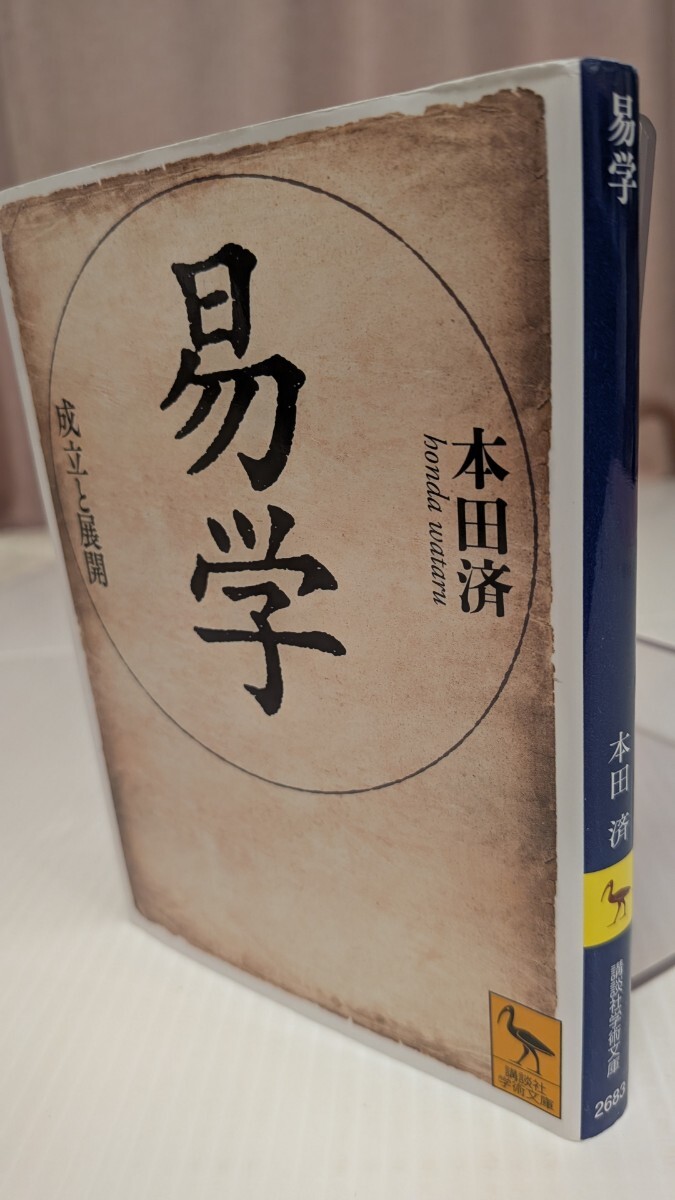 本田済
honda wataru
易学
成立と展開
講談社
学術文庫
易学
本田 済
講談社学術文庫
2683